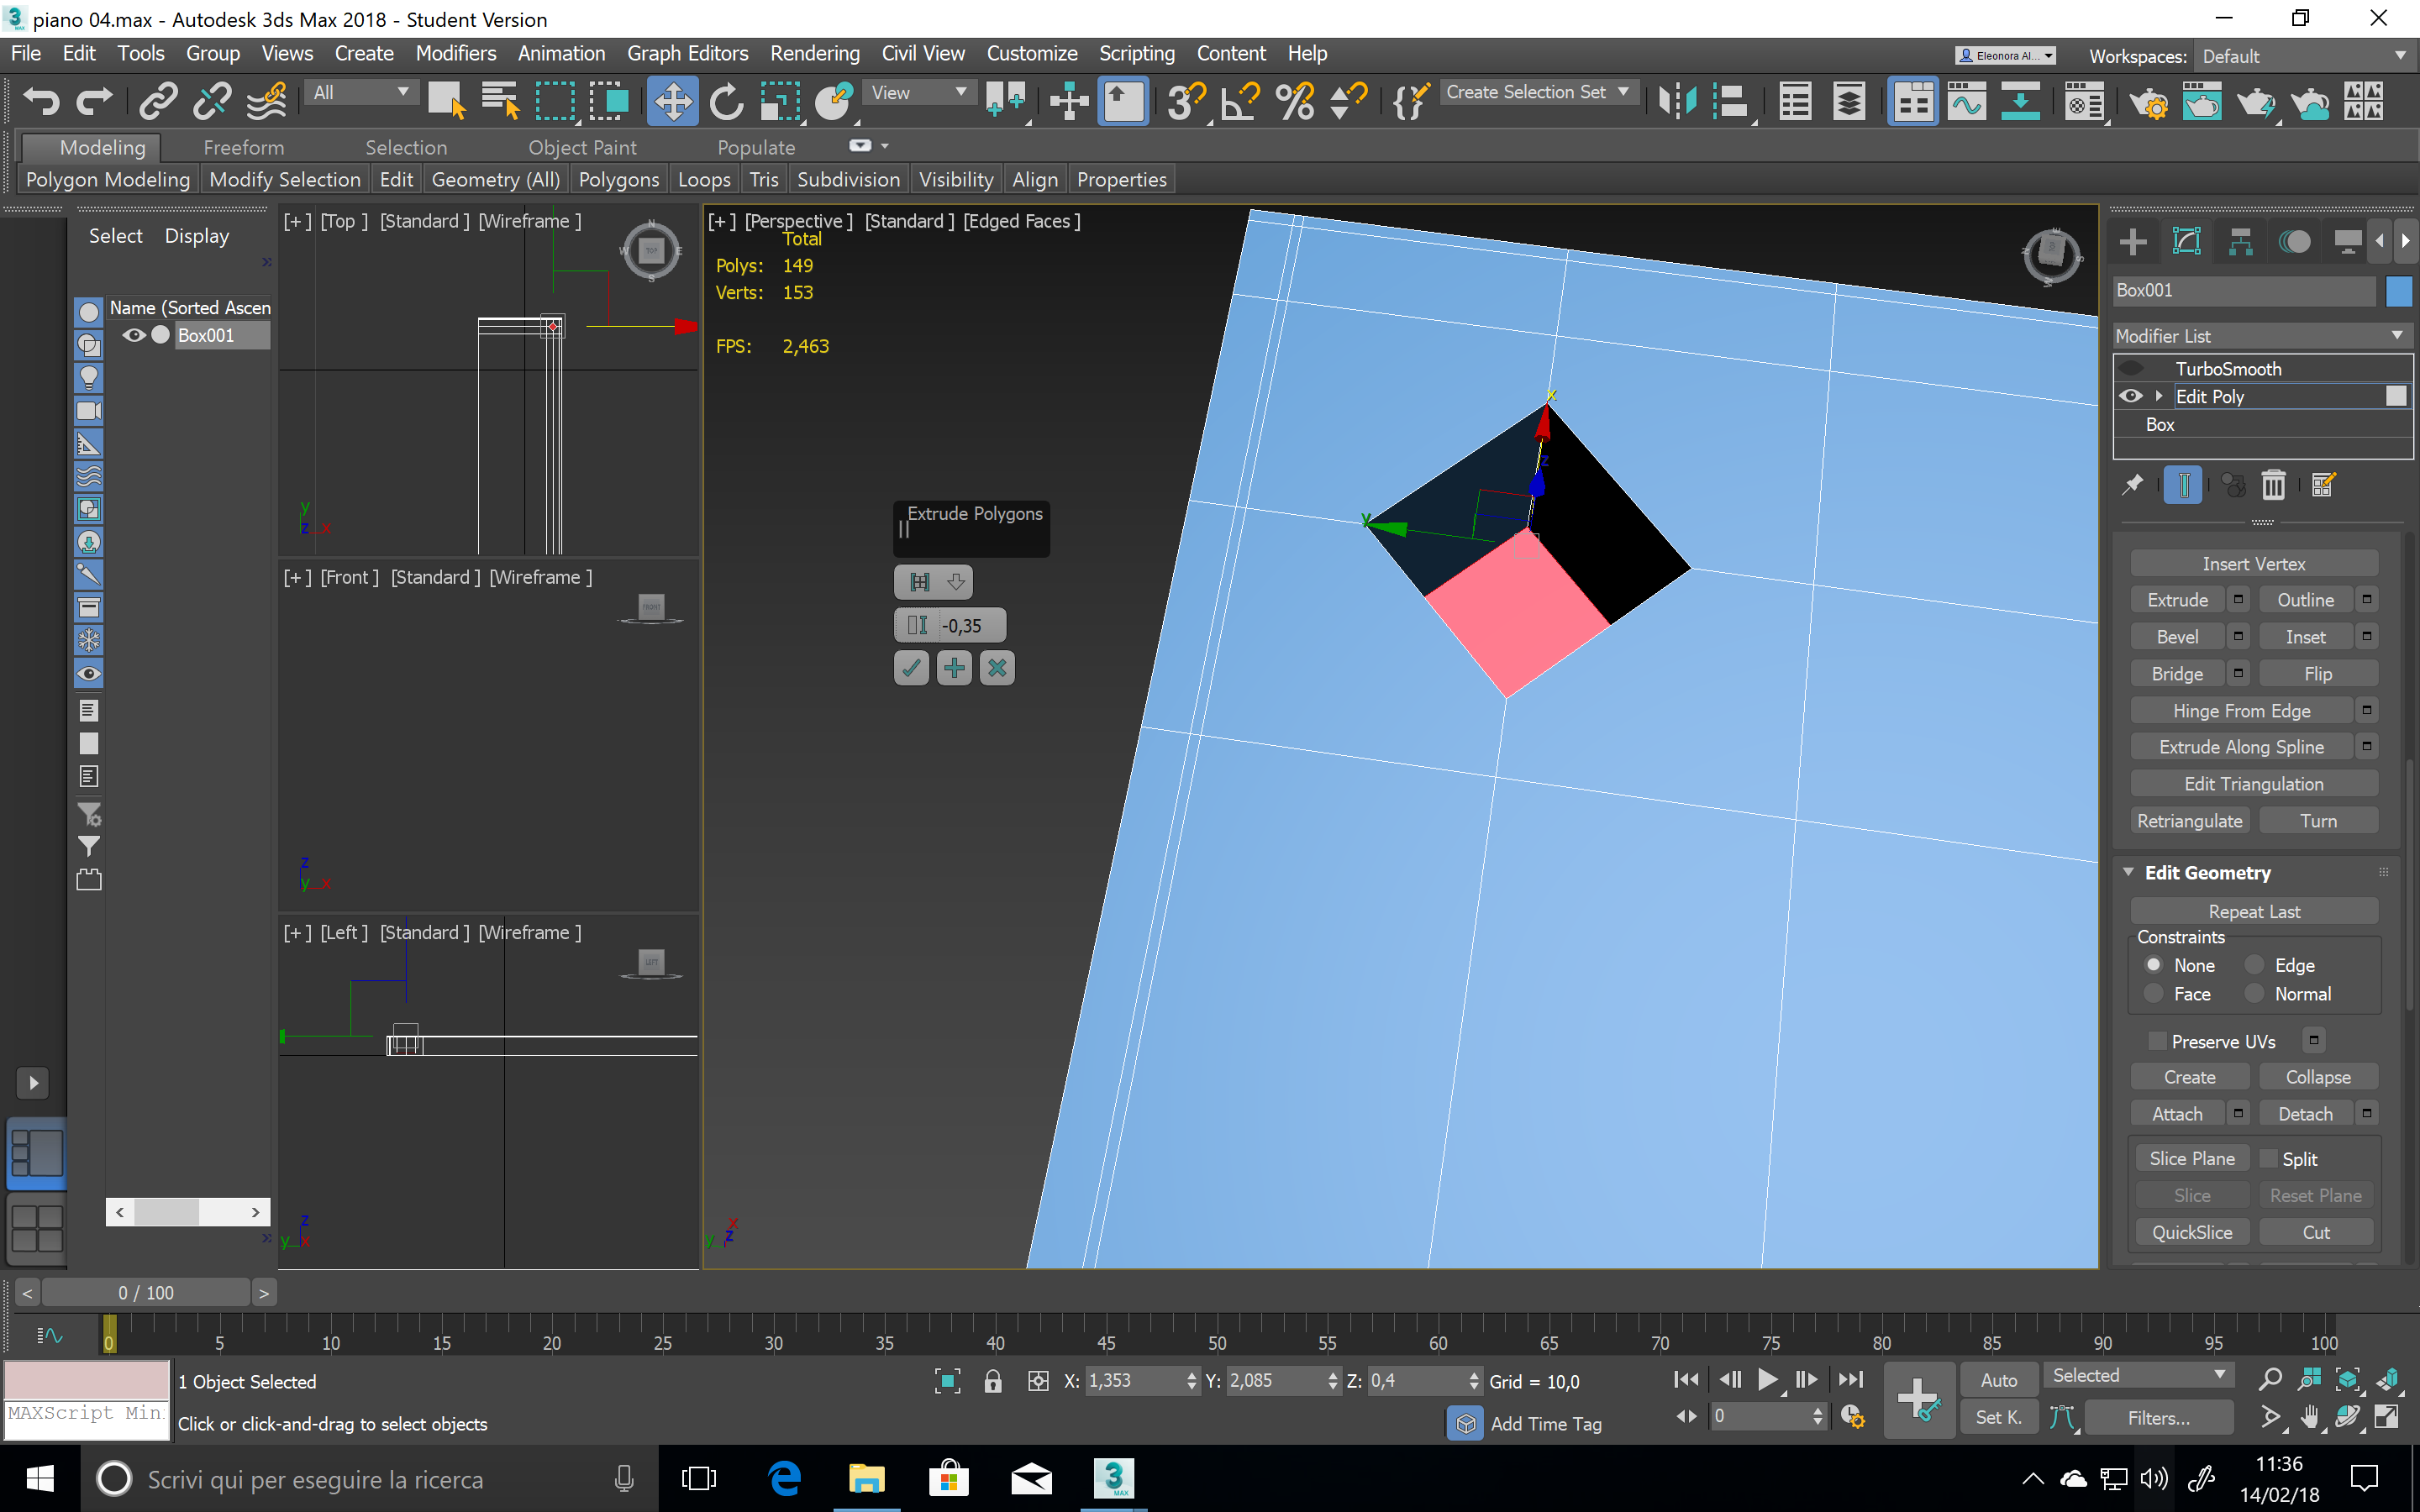 piano 04.max - Autodesk 3ds Max 2018 - Student Version
File Edit Tools Group Views Create Modifiers Animation Graph Editors Rendering Civil View Customize Scripting Content Help
Eleonora Al...
Workspaces: Default
All
View
Create Selection Set
Modeling Freeform Selection Object Paint Populate
Polygon Modeling Modify Selection Edit Geometry (All) Polygons Loops Tris Subdivision Visibility Align Properties
Select Display
Name (Sorted Ascen
Box001
[+] [Top ] [Standard ] [Wireframe ]
[+] [Front ] [Standard ] [Wireframe ]
[+] [Left ] [Standard ] [Wireframe ]
[+] [Perspective ] [Standard ] [Edged Faces ]
Total
Polys: 149
Verts: 153
FPS: 2,463
Extrude Polygons
-0,35
Box001
Modifier List
TurboSmooth
Edit Poly
Box
Insert Vertex
Extrude Outline
Bevel Inset
Bridge Flip
Hinge From Edge
Extrude Along Spline
Edit Triangulation
Retriangulate Turn
Edit Geometry
Repeat Last
Constraints
None Edge
Face Normal
Preserve UVs
Create Collapse
Attach Detach
Slice Plane Split
Slice Reset Plane
QuickSlice Cut
< 0 / 100 >
0 5 10 15 20 25 30 35 40 45 50 55 60 65 70 75 80 85 90 95 100
1 Object Selected
MAXScript Min
Click or click-and-drag to select objects
X: 1,353 Y: 2,085 Z: 0,4 Grid = 10,0
Add Time Tag
0
Auto Selected
Set K. Filters...
Scrivi qui per eseguire la ricerca
11:36
14/02/18